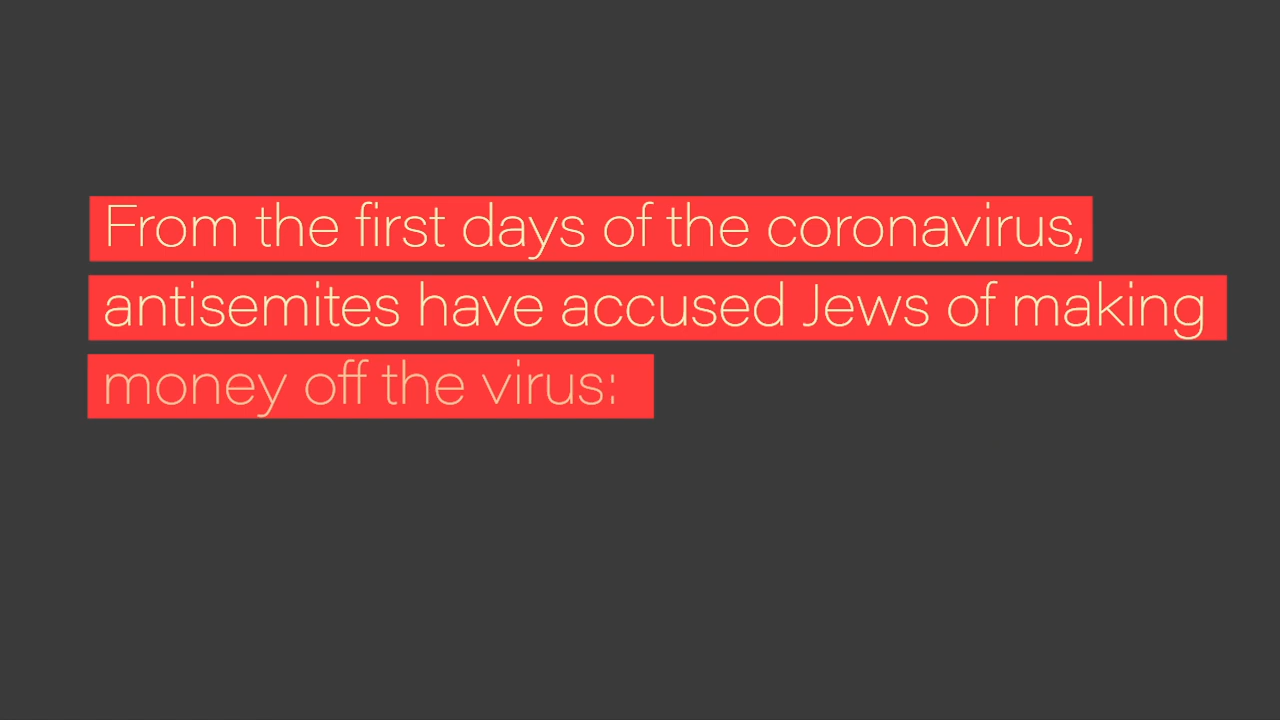 From the first days of the coronavirus,
antisemites have accused Jews of making
money off the virus: